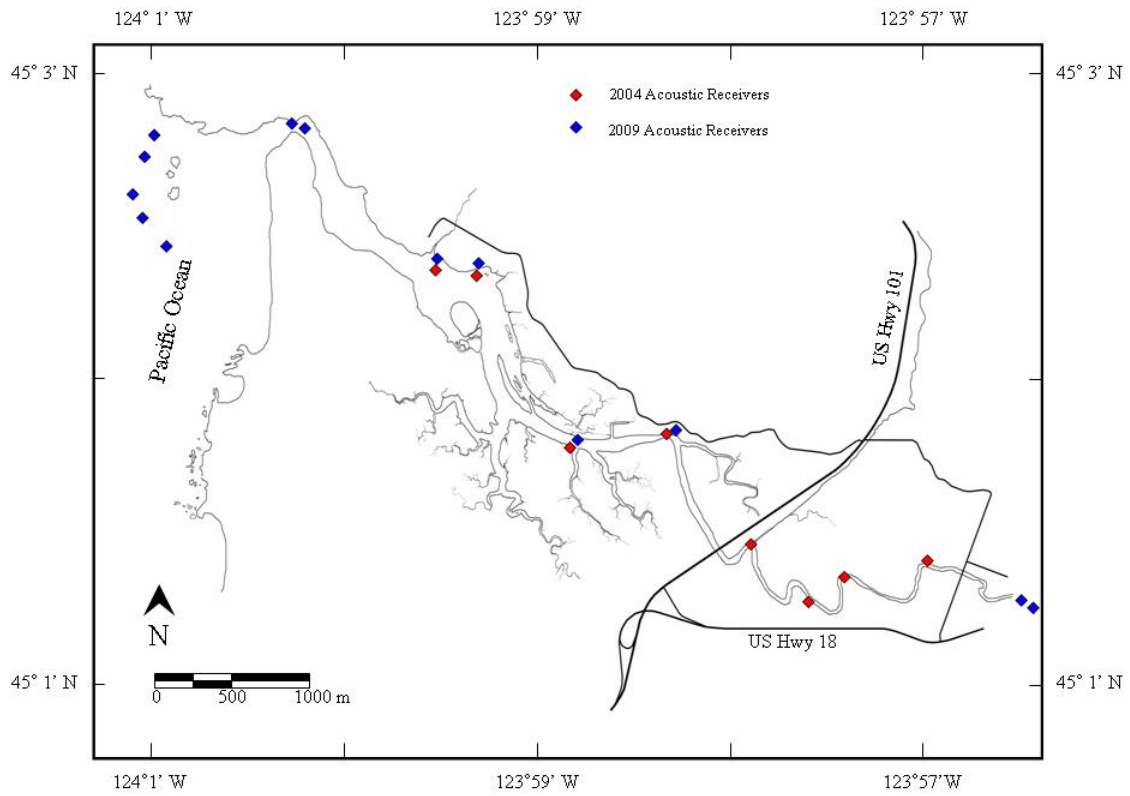 124° 1’ W
123° 59’ W
123° 57’ W
45° 3’ N
45° 3’ N
2004 Acoustic Receivers
2009 Acoustic Receivers
Pacific Ocean
US Hwy 101
N
US Hwy 18
0 500 1000 m
45° 1’ N
45° 1’ N
124° 1’ W
123° 59’ W
123° 57’W